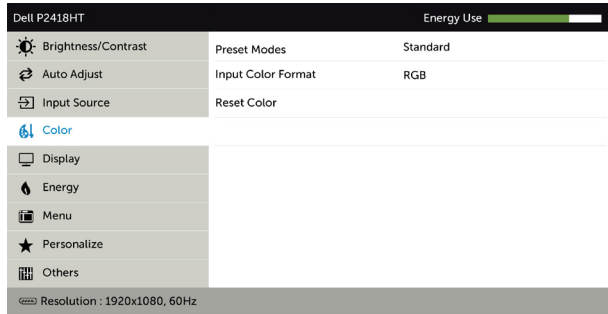 Dell P2418HT Energy Use
Brightness/Contrast Preset Modes Standard
Auto Adjust Input Color Format RGB
Input Source Reset Color
Color
Display
Energy
Menu
Personalize
Others
Resolution : 1920x1080, 60Hz